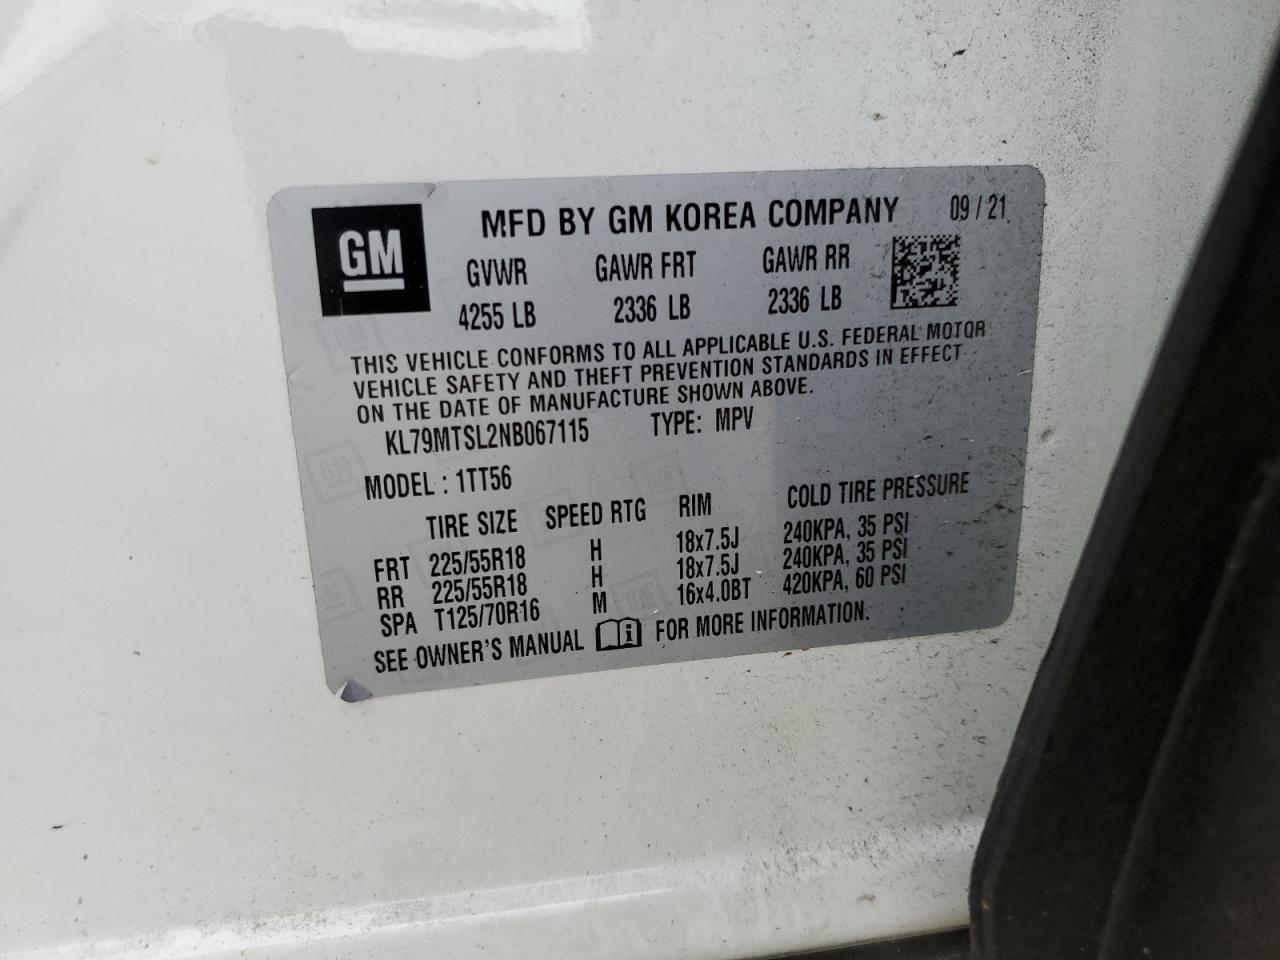 GM MFD BY GM KOREA COMPANY 09 / 21
GVWR GAWR FRT GAWR RR
4255 LB 2336 LB 2336 LB
THIS VEHICLE CONFORMS TO ALL APPLICABLE U.S. FEDERAL MOTOR
VEHICLE SAFETY AND THEFT PREVENTION STANDARDS IN EFFECT
ON THE DATE OF MANUFACTURE SHOWN ABOVE.
KL79MTSL2NB067115 TYPE: MPV
MODEL : 1TT56
TIRE SIZE SPEED RTG RIM COLD TIRE PRESSURE
FRT 225/55R18 H 18x7.5J 240KPA, 35 PSI
RR 225/55R18 H 18x7.5J 240KPA, 35 PSI
SPA T125/70R16 M 16x4.0BT 420KPA, 60 PSI
SEE OWNER'S MANUAL i FOR MORE INFORMATION.